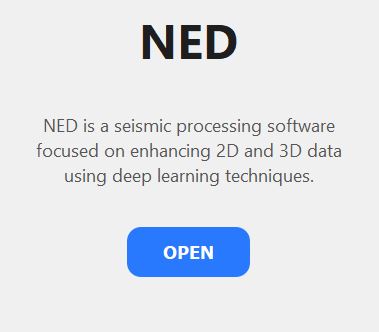 NED
NED is a seismic processing software
focused on enhancing 2D and 3D data
using deep learning techniques.
OPEN